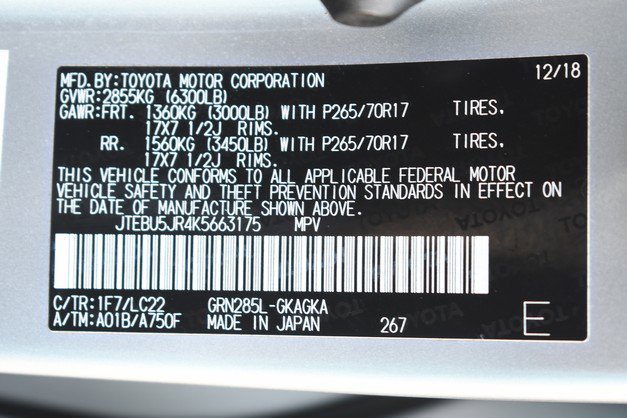 MFD.BY:TOYOTA MOTOR CORPORATION 12/18
GVWR:2855KG (6300LB)
GAWR:FRT. 1360KG (3000LB) WITH P265/70R17 TIRES,
17X7 1/2J RIMS.
RR. 1560KG (3450LB) WITH P265/70R17 TIRES,
17X7 1/2J RIMS.
THIS VEHICLE CONFORMS TO ALL APPLICABLE FEDERAL MOTOR
VEHICLE SAFETY AND THEFT PREVENTION STANDARDS IN EFFECT ON
THE DATE OF MANUFACTURE SHOWN ABOVE.
JTEBU5JR4K5663175 MPV
C/TR:1F7/LC22 GRN285L-GKAGKA
A/TM:A01B/A750F MADE IN JAPAN 267 E